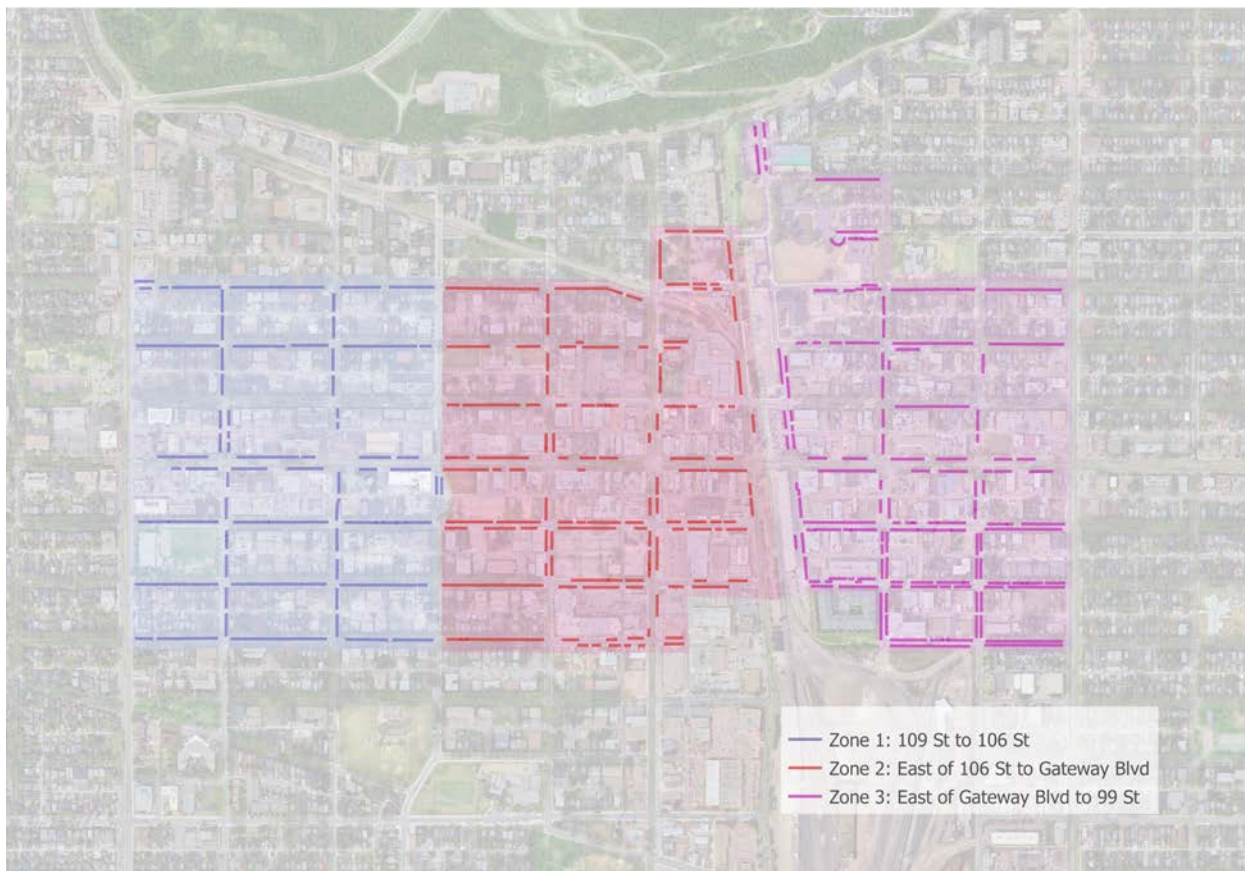 Zone 1: 109 St to 106 St
Zone 2: East of 106 St to Gateway Blvd
Zone 3: East of Gateway Blvd to 99 St